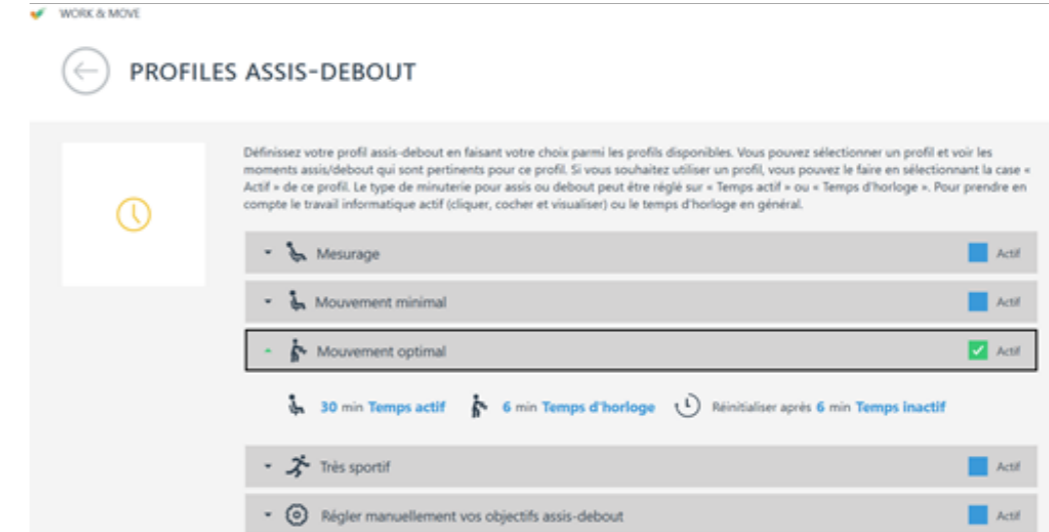 WORK & MOVE
PROFILES ASSIS-DEBOUT
Définissez votre profil assis-debout en faisant votre choix parmi les profils disponibles. Vous pouvez sélectionner un profil et voir les
moments assis/debout qui sont pertinents pour ce profil. Si vous souhaitez utiliser un profil, vous pouvez le faire en sélectionnant la case «
Actif » de ce profil. Le type de minuterie pour assis ou debout peut être réglé sur « Temps actif » ou « Temps d'horloge ». Pour prendre en
compte le travail informatique actif (cliquer, cocher et visualiser) ou le temps d'horloge en général.
Mesurage Actif
Mouvement minimal Actif
Mouvement optimal Actif
30 min Temps actif 6 min Temps d'horloge Réinitialiser après 6 min Temps inactif
Très sportif Actif
Régler manuellement vos objectifs assis-debout Actif